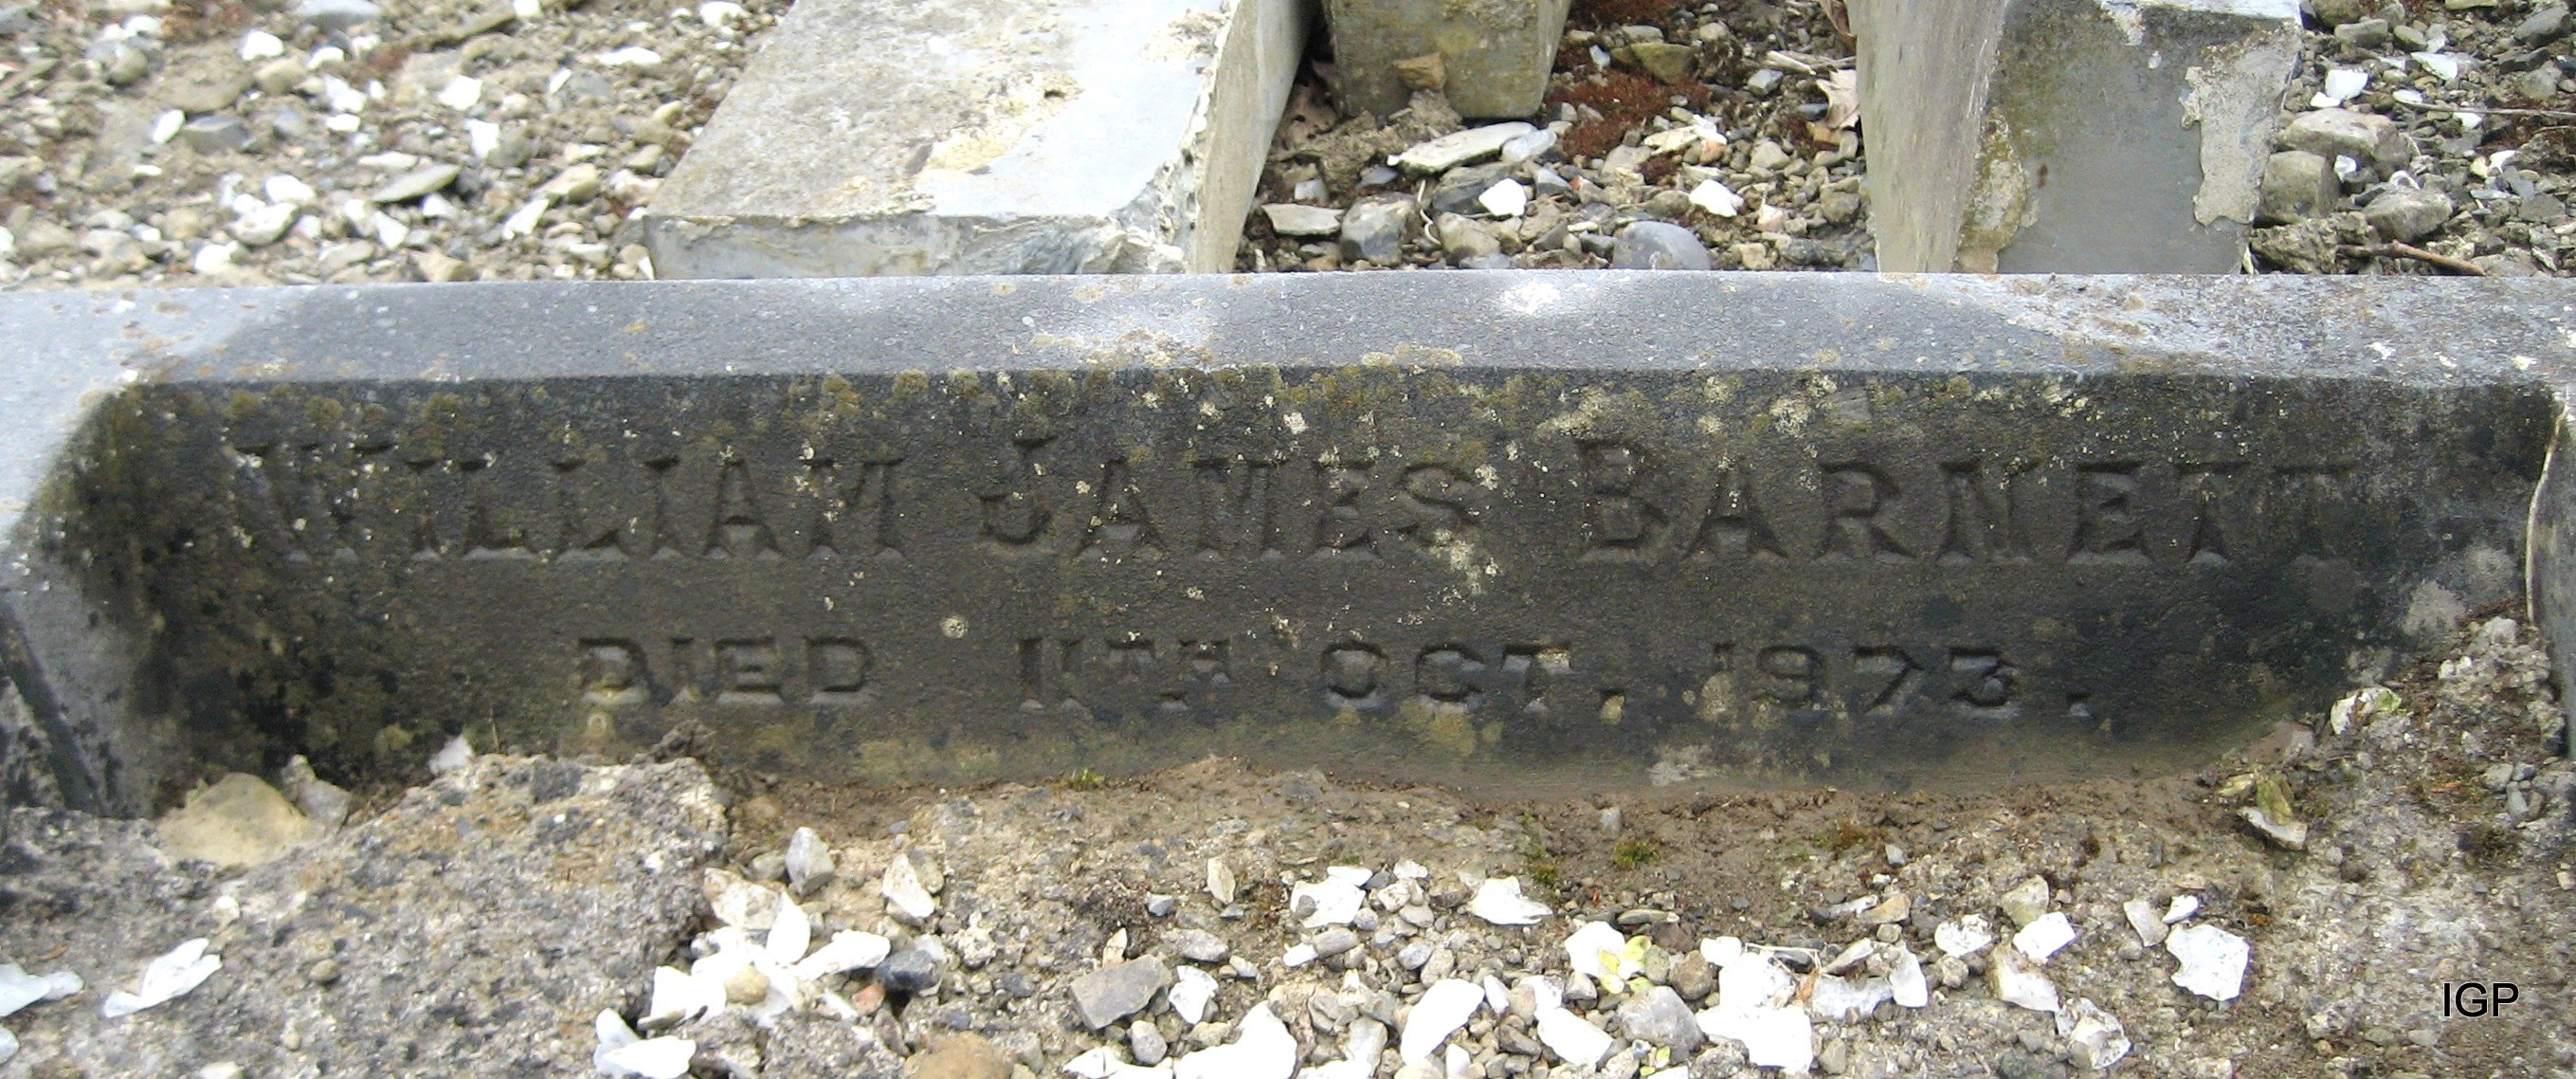 WILLIAM JAMES BARNETT
DIED 11TH OCT. 1973.
IGP